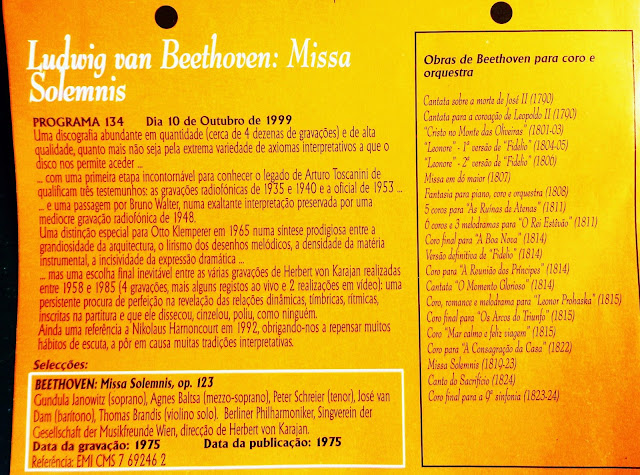 Ludwig van Beethoven: Missa
Solemnis
PROGRAMA 134 Dia 10 de Outubro de 1999
Uma discografia abundante em quantidade (cerca de 4 dezenas de gravações) e de alta
qualidade, quanto mais não seja pela extrema variedade de axiomas interpretativos a que o
disco nos permite aceder ...
... com uma primeira etapa incontornável para conhecer o legado de Arturo Toscanini de
qualificam três testemunhos: as gravações radiofónicas de 1935 e 1940 e a oficial de 1953 ...
... e uma passagem por Bruno Walter, numa exaltante interpretação preservada por uma
medíocre gravação radiofónica de 1948.
Uma distinção especial para Otto Klemperer em 1965 numa síntese prodigiosa entre a
grandiosidade da arquitetura, o lirismo dos desenhos melódicos, a densidade da matéria
instrumental, a incisividade da expressão dramática ...
... mas uma escolha final inevitável entre as várias gravações de Herbert von Karajan realizadas
entre 1958 e 1985 (4 gravações, mais alguns registos ao vivo e 2 realizações em vídeo): uma
persistente procura de perfeição na revelação das relações dinâmicas, tímbricas, rítmicas,
inscritas na partitura e que ele dissecou, cinzelou, poliu, como ninguém.
Ainda uma referência a Nikolaus Harnoncourt em 1992, obrigando-nos a repensar muitos
hábitos de escuta, a pôr em causa muitas tradições interpretativas.
Selecções:
BEETHOVEN: Missa Solemnis, op. 123
Gundula Janowitz (soprano), Agnes Baltsa (mezzo-soprano), Peter Schreier (tenor), José van
Dam (barítono), Thomas Brandis (violino solo). Berliner Philharmoniker, Singverein der
Gesellschaft der Musikfreunde Wien, direcção de Herbert von Karajan.
Data da gravação: 1975 Data da publicação: 1975
Referência: EMI CMS 7 69246 2
Obras de Beethoven para coro e
orquestra
Cantata sobre a morte de José II (1790)
Cantata para a coroação de Leopoldo II (1790)
"Cristo no Monte das Oliveiras" (1801-03)
"Leonore" - 1ª versão de "Fidelio" (1804-05)
"Leonore" - 2ª versão de "Fidelio" (1806)
Missa em dó maior (1807)
Fantasia para piano, coro e orquestra (1808)
5 coros para "As Ruínas de Atenas" (1811)
6 coros e 3 melodramas para "O Rei Estêvão" (1811)
Coro final para "A Boa Nova" (1814)
Versão definitiva de "Fidelio" (1814)
Coro para "A Reunião dos Príncipes" (1814)
Cantata "O Momento Glorioso" (1814)
Coro, romance e melodrama para "Leonor Prohaska" (1815)
Coro final para "Os Arcos do Triunfo" (1815)
Coro "Mar calmo e feliz viagem" (1815)
Coro para "A Consagração da Casa" (1822)
Missa Solemnis (1819-23)
Canto do Sacrifício (1824)
Coro final para a 9ª sinfonia (1823-24)